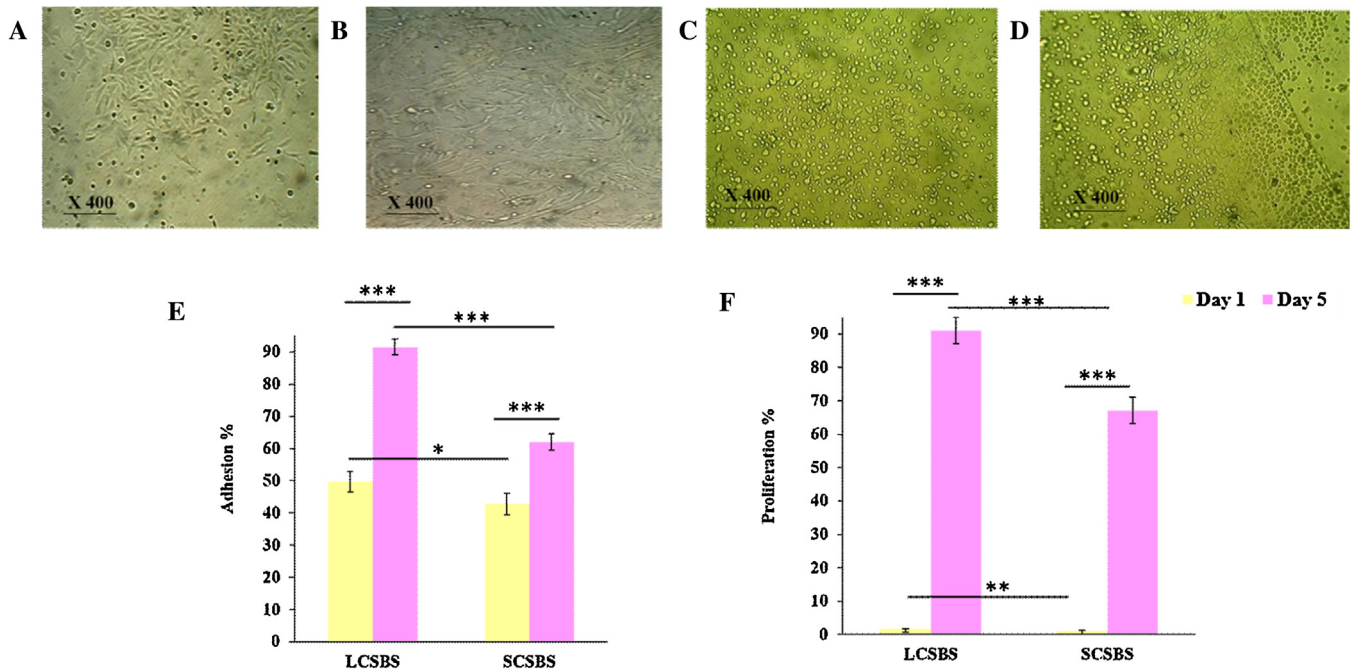 A
B
C
D
X 400
X 400
X 400
X 400
E
***
***
***
*
Adhesion %
90
80
70
60
50
40
30
20
10
0
LCSBS
SCSBS
F
Day 1
Day 5
***
***
***
**
Proliferation %
90
80
70
60
50
40
30
20
10
0
LCSBS
SCSBS